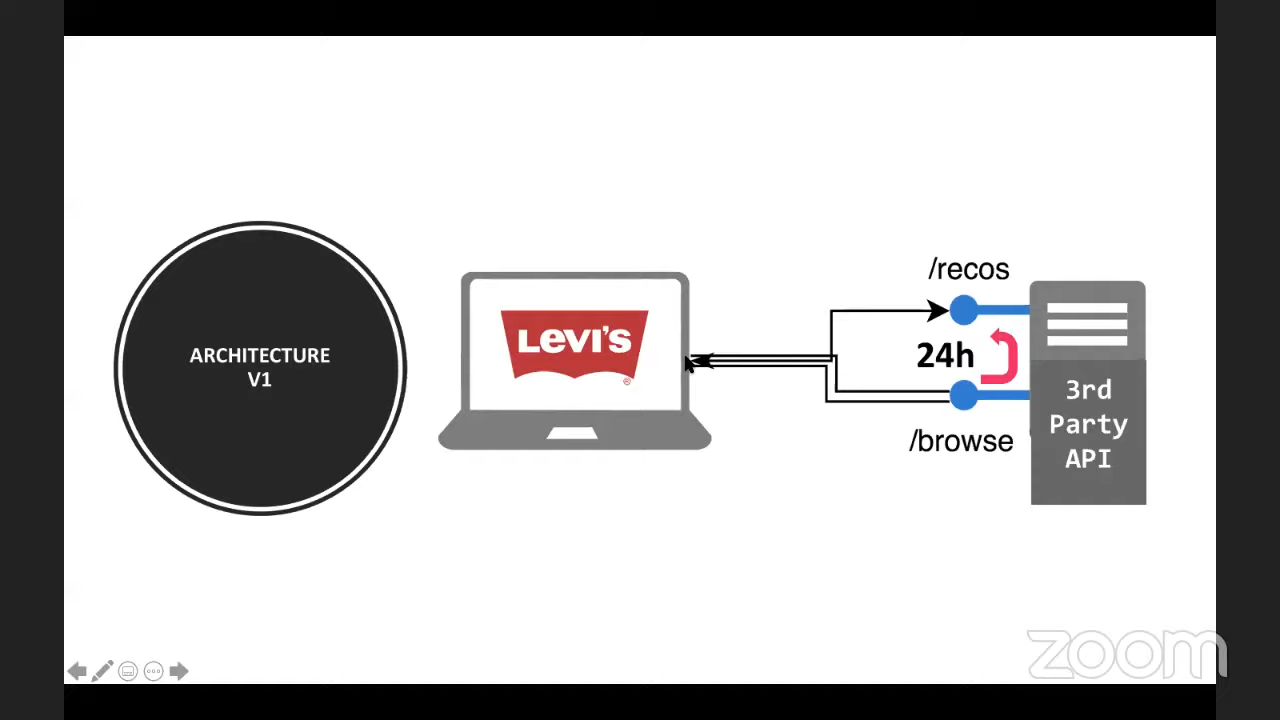 ARCHITECTURE
V1
LEVI'S
®
/recos
24h
/browse
3rd
Party
API
zoom